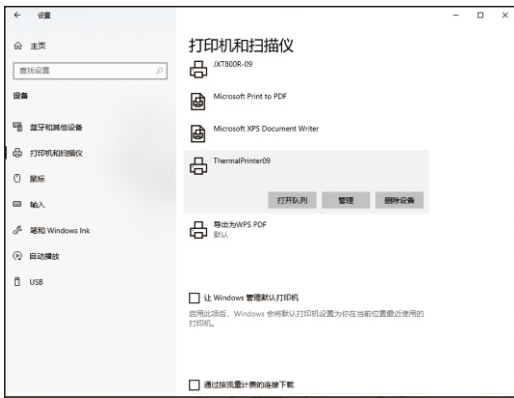 设置
主页
查找设置
设备
蓝牙和其他设备
打印机和扫描仪
鼠标
输入
笔和 Windows Ink
自动播放
USB
打印机和扫描仪
JXT800R-09
Microsoft Print to PDF
Microsoft XPS Document Writer
ThermalPrinter09
打开队列 管理 删除设备
导出为WPS PDF
默认
让 Windows 管理默认打印机
启用此项后，Windows 会将默认打印机设置为你在当前位置最近使用的
打印机。
通过按流量计费的连接下载